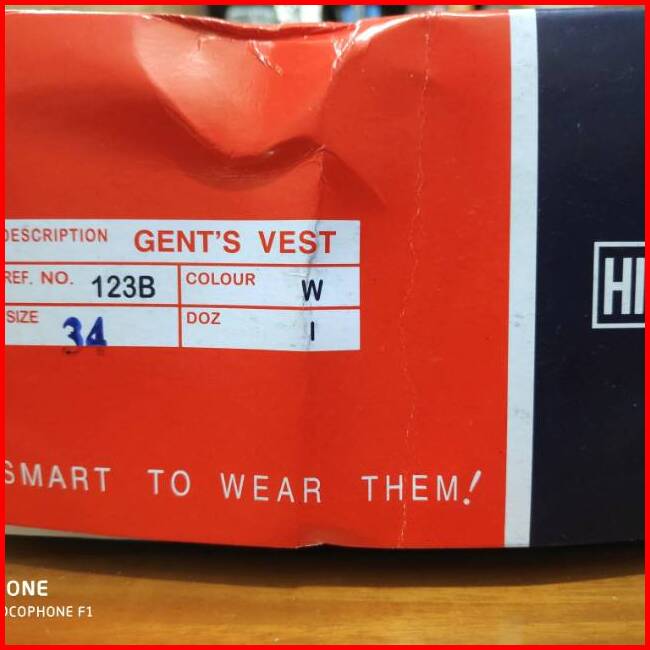 DESCRIPTION GENT'S VEST
REF. NO. 123B COLOUR W
SIZE 34 DOZ I
HI
SMART TO WEAR THEM!
ONE
OCOPHONE F1